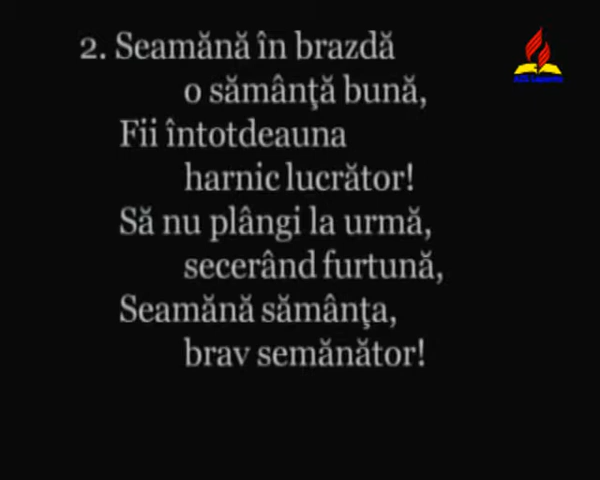 2. Seamănă în brazdă
o sămânţă bună,
Fii întotdeauna
harnic lucrător!
Să nu plângi la urmă,
secerând furtună,
Seamănă sămânţa,
brav semănător!